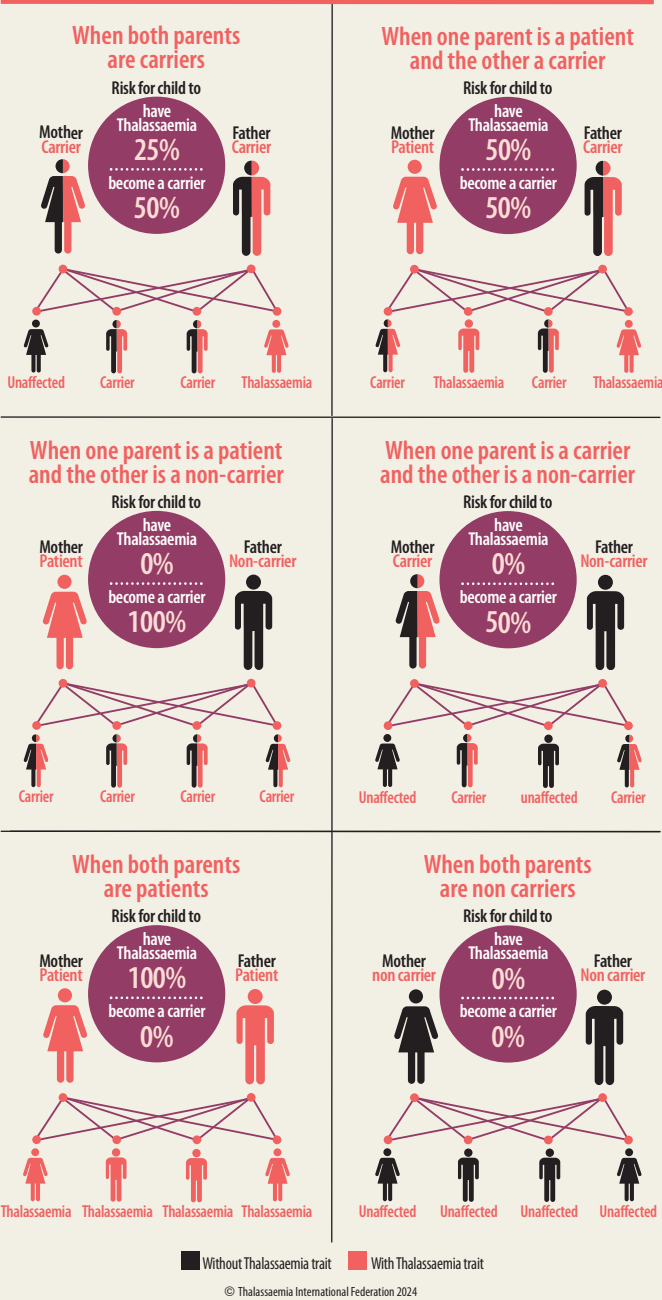 When both parents
are carriers
Risk for child to
have
Thalassaemia
25%
become a carrier
50%
Mother
Carrier
Father
Carrier
Unaffected
Carrier
Carrier
Thalassaemia
When one parent is a patient
and the other a carrier
Risk for child to
have
Thalassaemia
50%
become a carrier
50%
Mother
Patient
Father
Carrier
Carrier
Thalassaemia
Carrier
Thalassaemia
When one parent is a patient
and the other is a non-carrier
Risk for child to
have
Thalassaemia
0%
become a carrier
100%
Mother
Patient
Father
Non-carrier
Carrier
Carrier
Carrier
Carrier
When one parent is a carrier
and the other is a non-carrier
Risk for child to
have
Thalassaemia
0%
become a carrier
50%
Mother
Carrier
Father
Non-carrier
Unaffected
Carrier
unaffected
Carrier
When both parents
are patients
Risk for child to
have
Thalassaemia
100%
become a carrier
0%
Mother
Patient
Father
Patient
Thalassaemia
Thalassaemia
Thalassaemia
Thalassaemia
When both parents
are non carriers
Risk for child to
have
Thalassaemia
0%
become a carrier
0%
Mother
non carrier
Father
Non carrier
Unaffected
Unaffected
Unaffected
Unaffected
Without Thalassaemia trait
With Thalassaemia trait
© Thalassaemia International Federation 2024